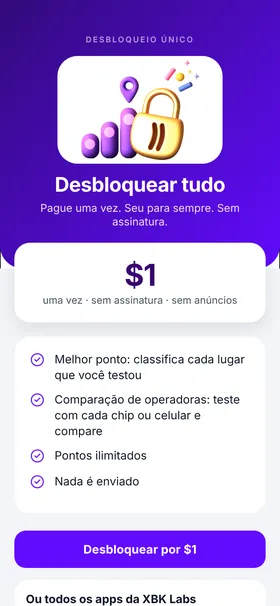 DESBLOQUEIO ÚNICO
Desbloquear tudo
Pague uma vez. Seu para sempre. Sem
assinatura.
$1
uma vez · sem assinatura · sem anúncios
Melhor ponto: classifica cada lugar
que você testou
Comparação de operadoras: teste
com cada chip ou celular e
compare
Pontos ilimitados
Nada é enviado
Desbloquear por $1
Ou todos os apps da XBK Labs